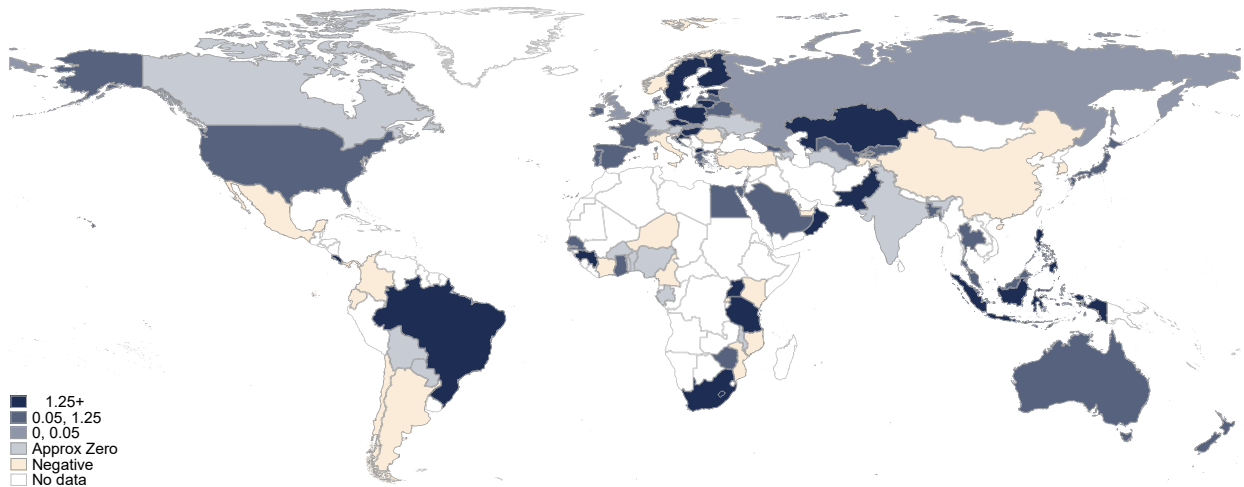 1.25+
0.05, 1.25
0, 0.05
Approx Zero
Negative
No data